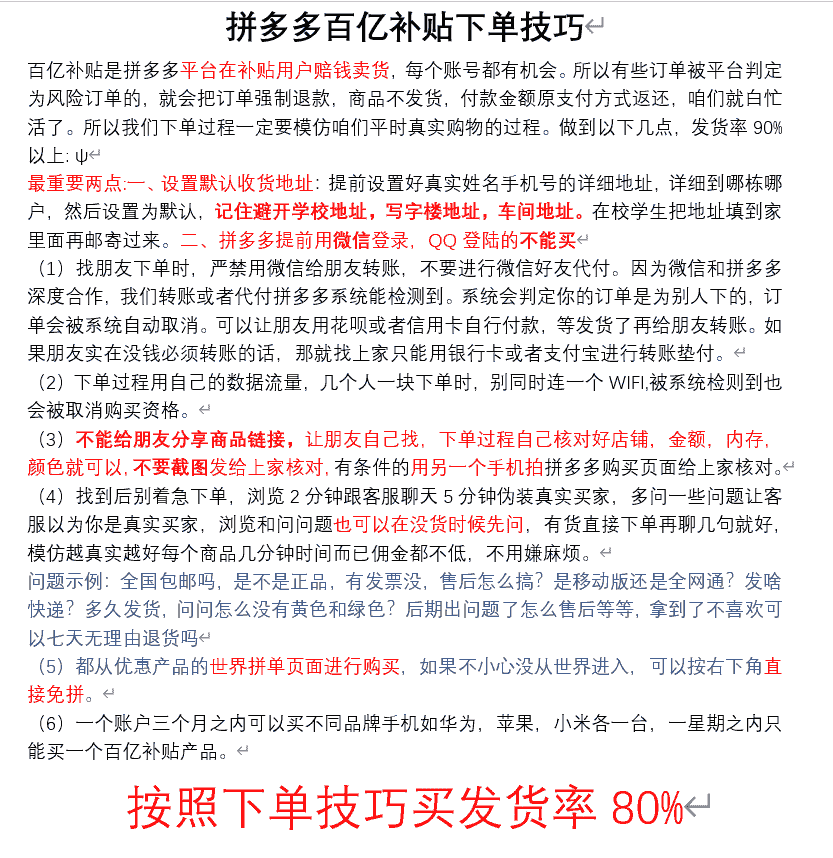 拼多多百亿补贴下单技巧
百亿补贴是拼多多平台在补贴用户赔钱卖货，每个账号都有机会。所以有些订单被平台判定
为风险订单的，就会把订单强制退款，商品不发货，付款金额原支付方式返还，咱们就白忙
活了。所以我们下单过程一定要模仿咱们平时真实购物的过程。做到以下几点，发货率 90%
以上: ψ
最重要两点:一、设置默认收货地址：提前设置好真实姓名手机号的详细地址，详细到哪栋哪
户，然后设置为默认，记住避开学校地址，写字楼地址，车间地址。在校学生把地址填到家
里面再邮寄过来。二、拼多多提前用微信登录，QQ 登陆的不能买
（1）找朋友下单时，严禁用微信给朋友转账，不要进行微信好友代付。因为微信和拼多多
深度合作，我们转账或者代付拼多多系统能检测到。系统会判定你的订单是为别人下的，订
单会被系统自动取消。可以让朋友用花呗或者信用卡自行付款，等发货了再给朋友转账。如
果朋友实在没钱必须转账的话，那就找上家只能用银行卡或者支付宝进行转账垫付。
（2）下单过程用自己的数据流量，几个人一块下单时，别同时连一个 WIFI,被系统检则到也
会被取消购买资格。
（3）不能给朋友分享商品链接，让朋友自己找，下单过程自己核对好店铺，金额，内存，
颜色就可以, 不要截图发给上家核对, 有条件的用另一个手机拍拼多多购买页面给上家核对。
（4）找到后别着急下单，浏览 2 分钟跟客服聊天 5 分钟伪装真实买家，多问一些问题让客
服以为你是真实买家，浏览和问问题也可以在没货时候先问，有货直接下单再聊几句就好，
模仿越真实越好每个商品几分钟时间而已佣金都不低，不用嫌麻烦。
问题示例：全国包邮吗，是不是正品，有发票没，售后怎么搞？是移动版还是全网通？发啥
快递？多久发货，问问怎么没有黄色和绿色？后期出问题了怎么售后等等，拿到了不喜欢可
以七天无理由退货吗
（5）都从优惠产品的世界拼单页面进行购买，如果不小心没从世界进入，可以按右下角直
接免拼。
（6）一个账户三个月之内可以买不同品牌手机如华为，苹果，小米各一台，一星期之内只
能买一个百亿补贴产品。
按照下单技巧买发货率 80%